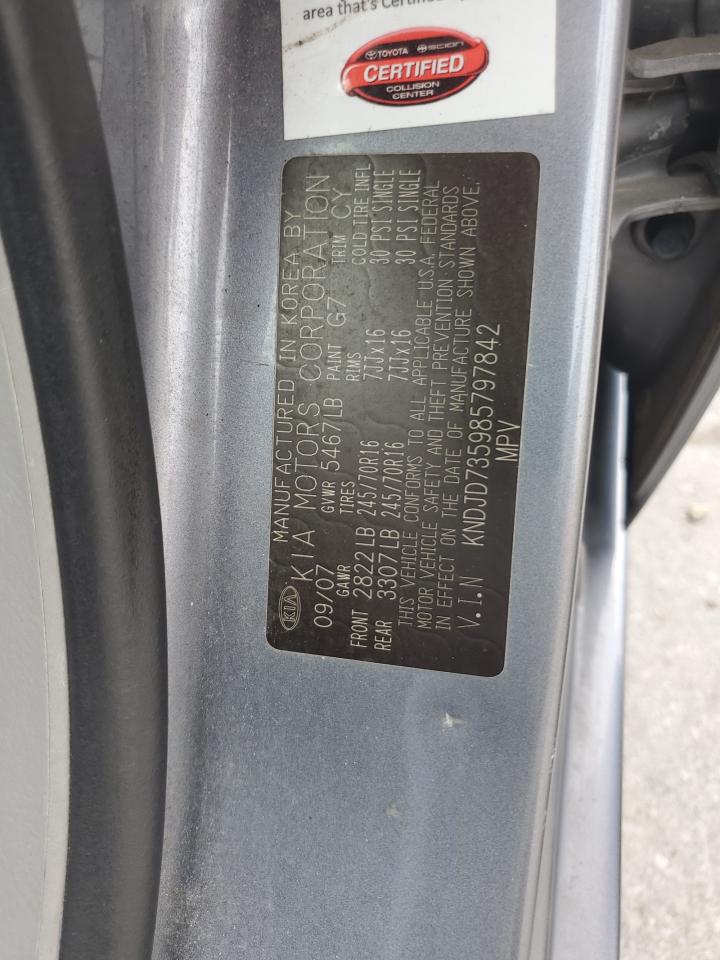 area that's Certified
TOYOTA SCION
CERTIFIED
COLLISION
CENTER
MANUFACTURED IN KOREA BY
KIA KIA MOTORS CORPORATION
09/07 GVWR 5467LB PAINT G7 TRIM CY
GAWR TIRES RIMS COLD TIRE INFL
FRONT 2822LB 245/70R16 7JJx16 30 PSI SINGLE
REAR 3307LB 245/70R16 7JJx16 30 PSI SINGLE
THIS VEHICLE CONFORMS TO ALL APPLICABLE U.S.A. FEDERAL
MOTOR VEHICLE SAFETY AND THEFT PREVENTION STANDARDS
IN EFFECT ON THE DATE OF MANUFACTURE SHOWN ABOVE.
V.I.N KNDJD735985797842
MPV